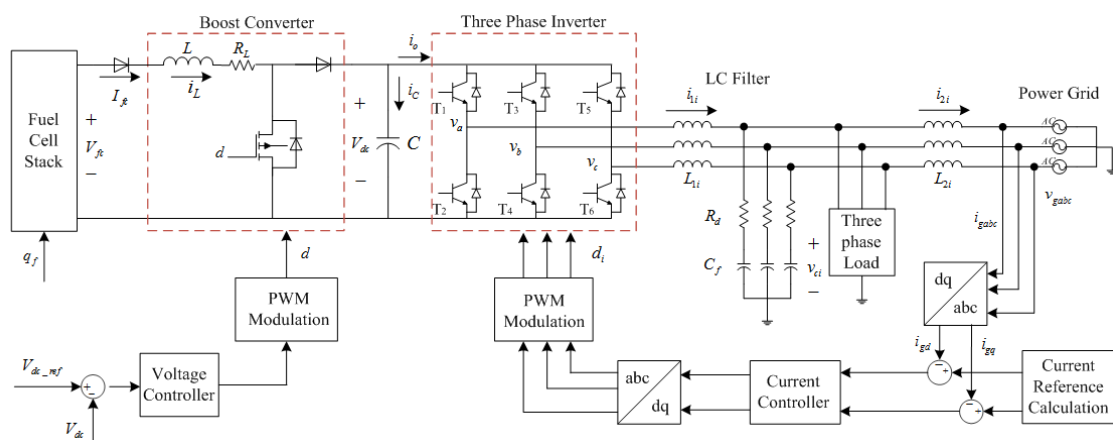 Boost Converter
Three Phase Inverter
LC Filter
Power Grid
Fuel
Cell
Stack
I_fc
+
V_fc
−
q_f
L
R_L
i_L
d
i_o
i_C
+
V_dc
−
C
T1
T3
T5
v_a
v_b
v_c
T2
T4
T6
i_1i
L_1i
R_d
C_f
+
v_ci
−
Three
phase
Load
i_2i
L_2i
AC
AC
AC
v_gabc
i_gabc
d
d_i
PWM
Modulation
PWM
Modulation
dq
abc
i_gd
i_gq
V_dc_ref
+
−
V_dc
Voltage
Controller
abc
dq
Current
Controller
−
+
−
+
Current
Reference
Calculation